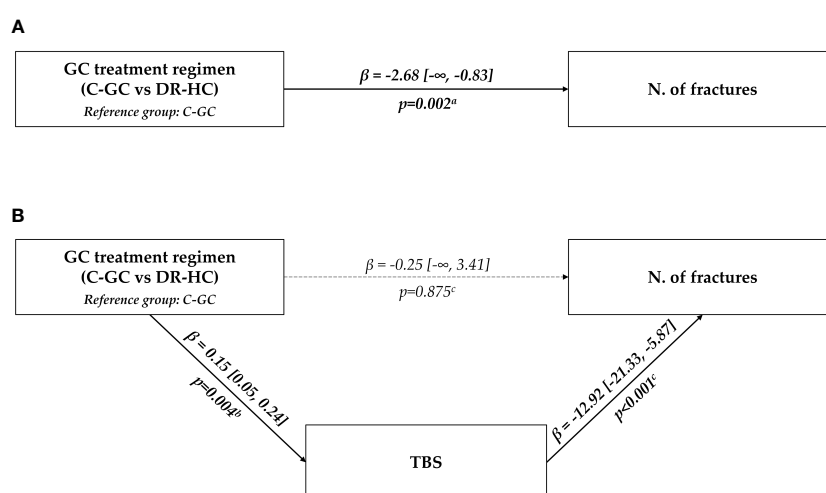 A
GC treatment regimen
(C-GC vs DR-HC)
Reference group: C-GC
β = -2.68 [-∞, -0.83]
p=0.002ᵃ
N. of fractures
B
GC treatment regimen
(C-GC vs DR-HC)
Reference group: C-GC
β = -0.25 [-∞, 3.41]
p=0.875ᶜ
N. of fractures
β = 0.15 [0.05, 0.24]
p=0.004ᵇ
β = -12.92 [-21.33, -5.87]
p<0.001ᶜ
TBS